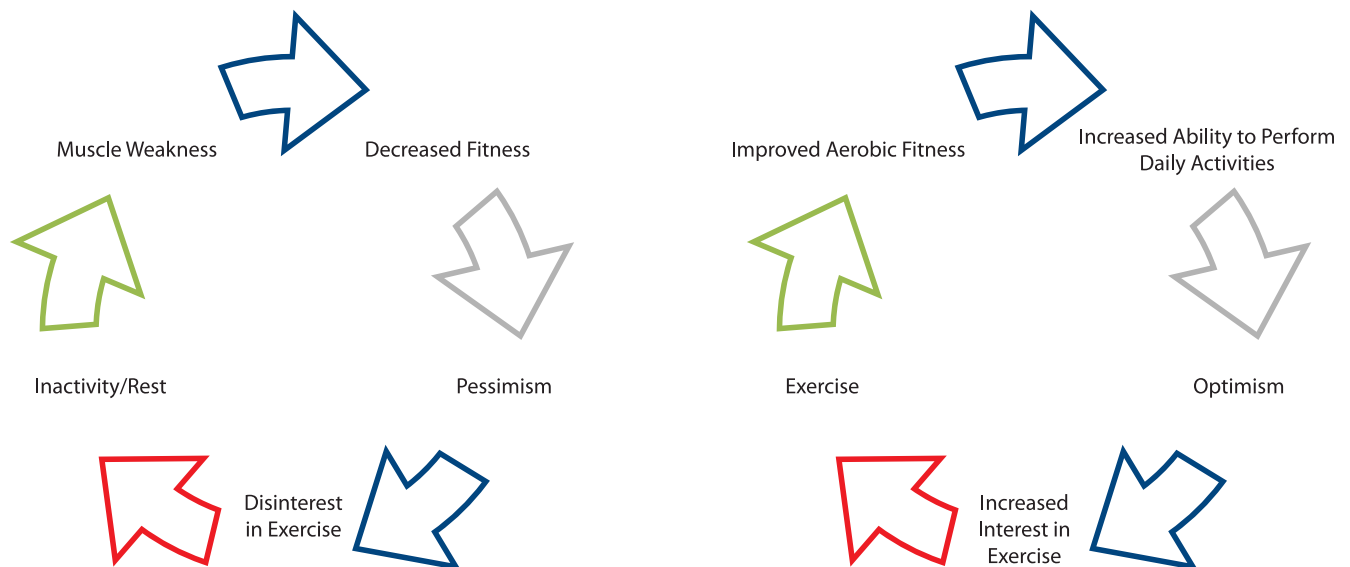 Muscle Weakness
Decreased Fitness
Inactivity/Rest
Pessimism
Disinterest
in Exercise
Improved Aerobic Fitness
Increased Ability to Perform
Daily Activities
Exercise
Optimism
Increased
Interest in
Exercise